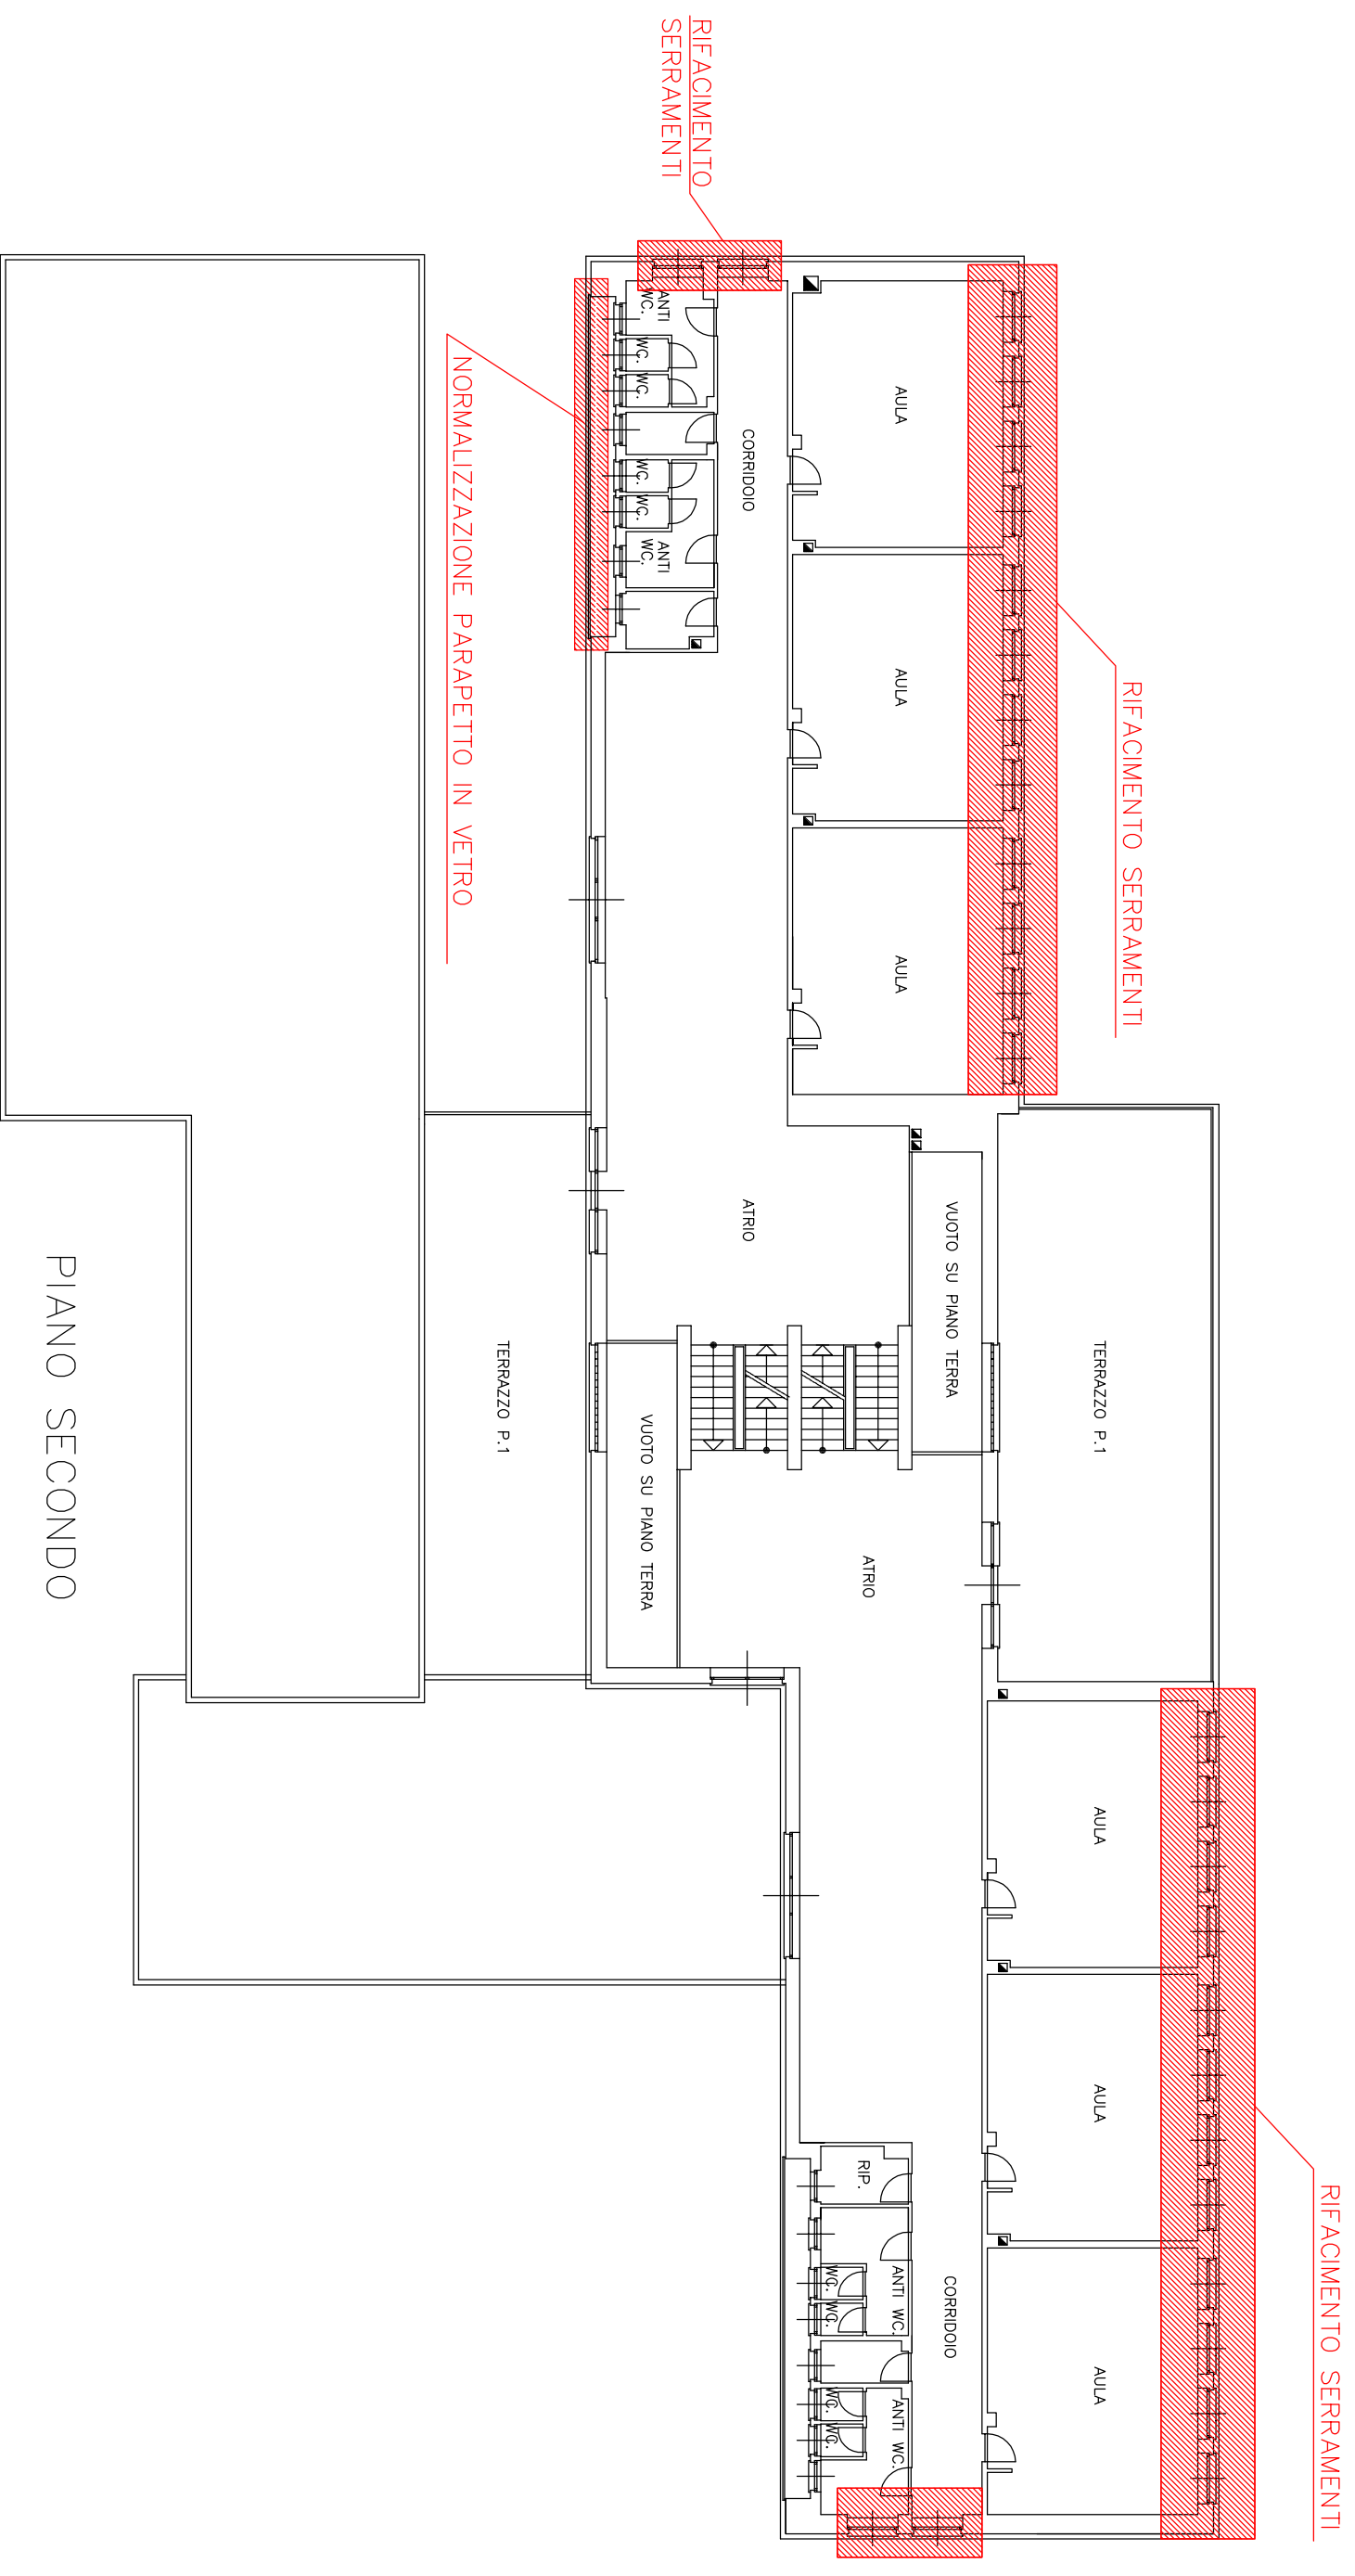 RIFACIMENTO
SERRAMENTI
RIFACIMENTO SERRAMENTI
RIFACIMENTO SERRAMENTI
NORMALIZZAZIONE PARAPETTO IN VETRO
AULA
AULA
AULA
CORRIDOIO
ANTI
WC.
WC.
WC.
WC.
WC.
ANTI
WC.
ATRIO
VUOTO SU PIANO TERRA
TERRAZZO P.1
TERRAZZO P.1
VUOTO SU PIANO TERRA
ATRIO
AULA
AULA
AULA
CORRIDOIO
RIP.
ANTI WC.
WC.
WC.
ANTI WC.
WC.
WC.
PIANO SECONDO